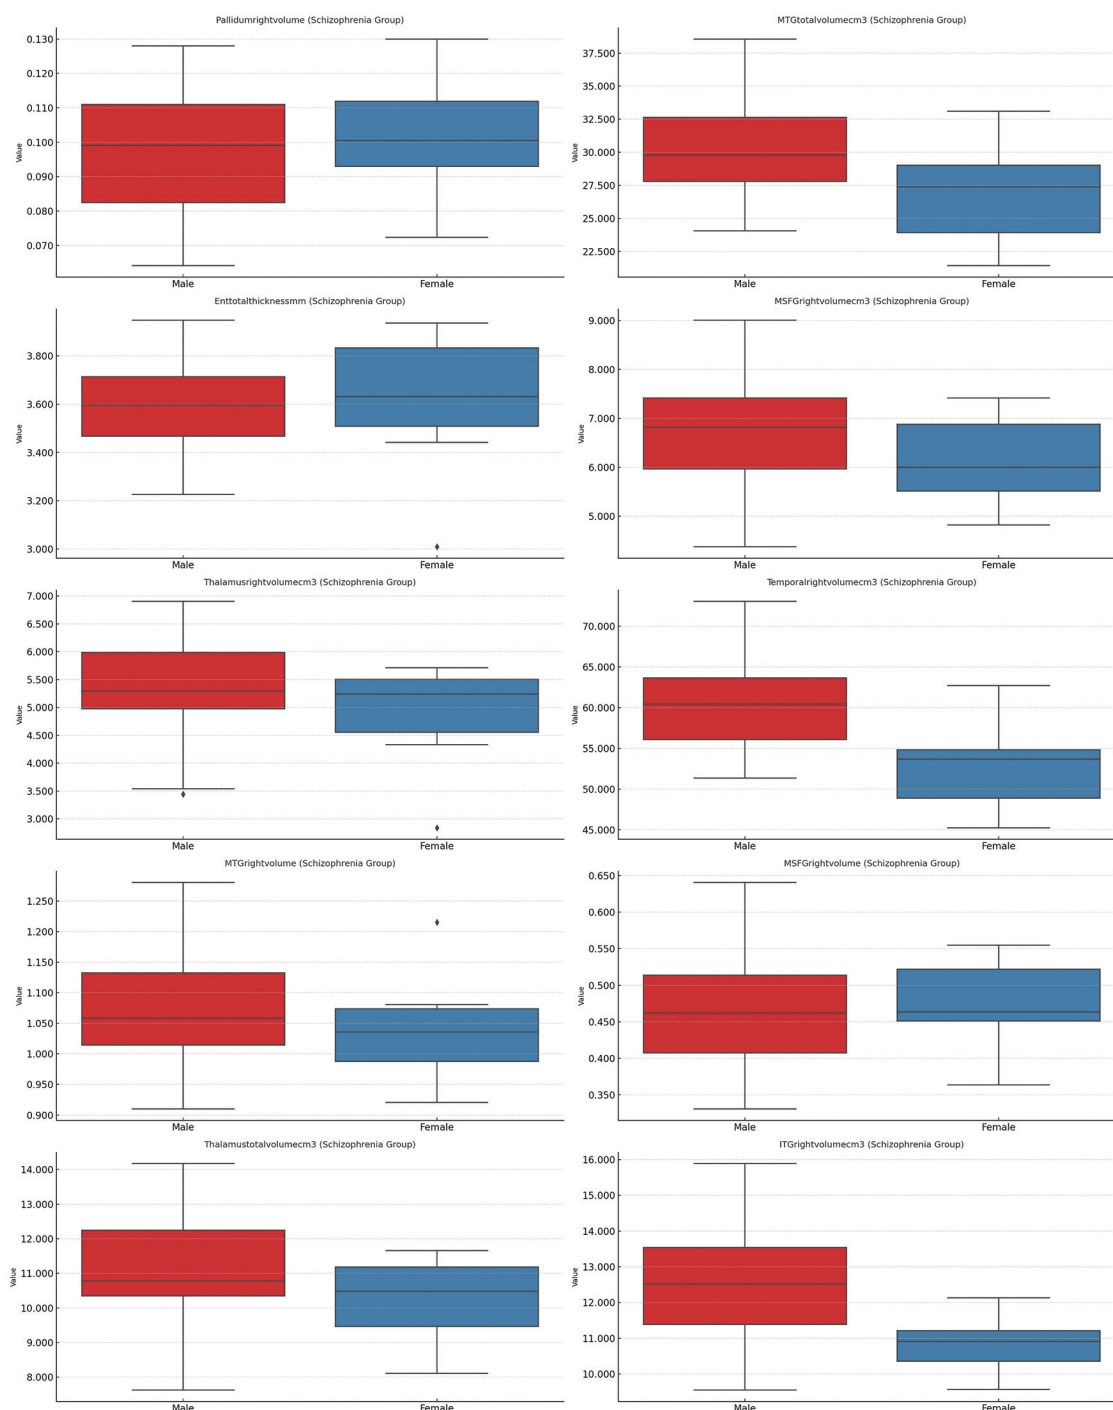 Pallidumrightvolume (Schizophrenia Group)
0.130
0.120
0.110
0.100
0.090
0.080
0.070
Value
Male
Female
MTGtotalvolumecm3 (Schizophrenia Group)
37.500
35.000
32.500
30.000
27.500
25.000
22.500
Value
Male
Female
Enttotalthicknessmm (Schizophrenia Group)
3.800
3.600
3.400
3.200
3.000
Value
Male
Female
MSFGrightvolumecm3 (Schizophrenia Group)
9.000
8.000
7.000
6.000
5.000
Value
Male
Female
Thalamusrightvolumecm3 (Schizophrenia Group)
7.000
6.500
6.000
5.500
5.000
4.500
4.000
3.500
3.000
Value
Male
Female
Temporalrightvolumecm3 (Schizophrenia Group)
70.000
65.000
60.000
55.000
50.000
45.000
Value
Male
Female
MTGrightvolume (Schizophrenia Group)
1.250
1.200
1.150
1.100
1.050
1.000
0.950
0.900
Value
Male
Female
MSFGrightvolume (Schizophrenia Group)
0.650
0.600
0.550
0.500
0.450
0.400
0.350
Value
Male
Female
Thalamustotalvolumecm3 (Schizophrenia Group)
14.000
13.000
12.000
11.000
10.000
9.000
8.000
Value
Male
Female
ITGrightvolumecm3 (Schizophrenia Group)
16.000
15.000
14.000
13.000
12.000
11.000
10.000
Value
Male
Female